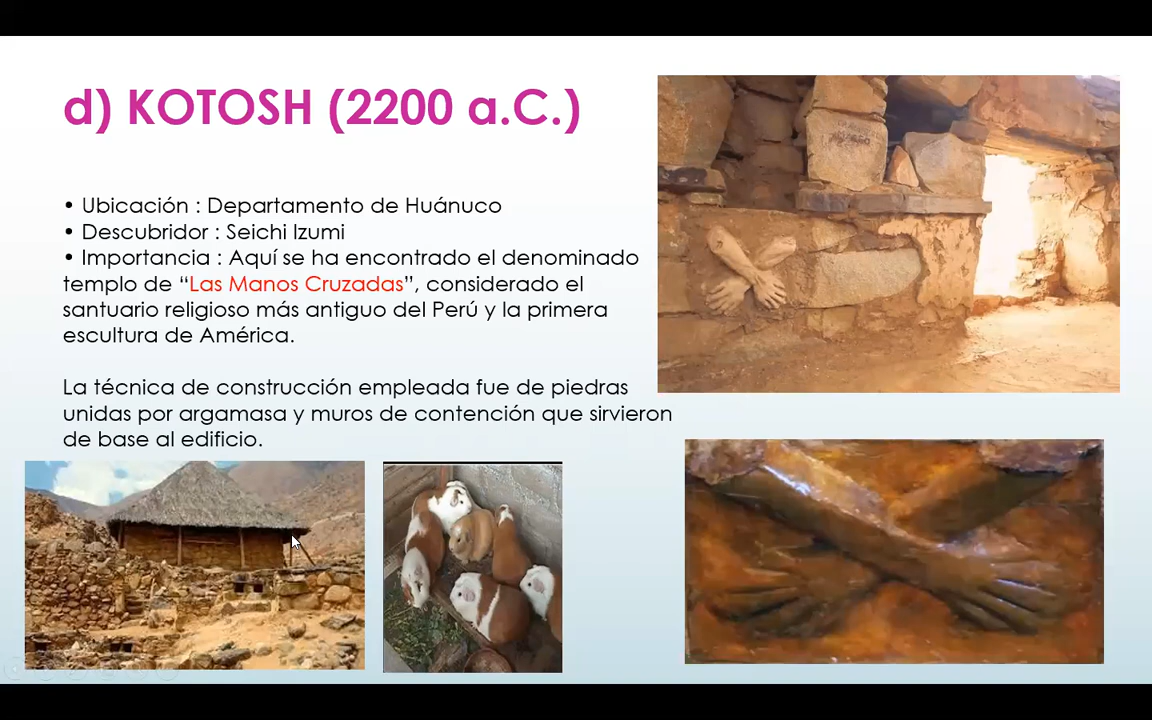 d) KOTOSH (2200 a.C.)
• Ubicación : Departamento de Huánuco
• Descubridor : Seichi Izumi
• Importancia : Aquí se ha encontrado el denominado
templo de “Las Manos Cruzadas”, considerado el
santuario religioso más antiguo del Perú y la primera
escultura de América.
La técnica de construcción empleada fue de piedras
unidas por argamasa y muros de contención que sirvieron
de base al edificio.